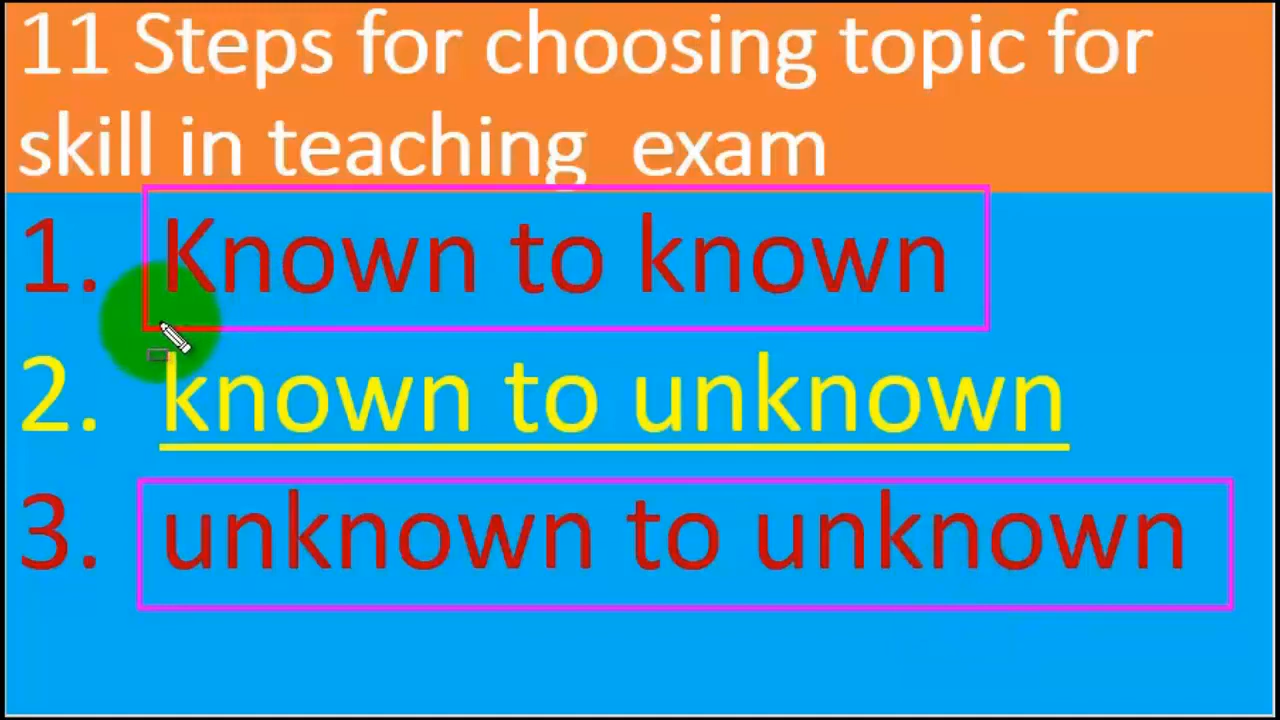 11 Steps for choosing topic for
skill in teaching exam
1. Known to known
2. known to unknown
3. unknown to unknown